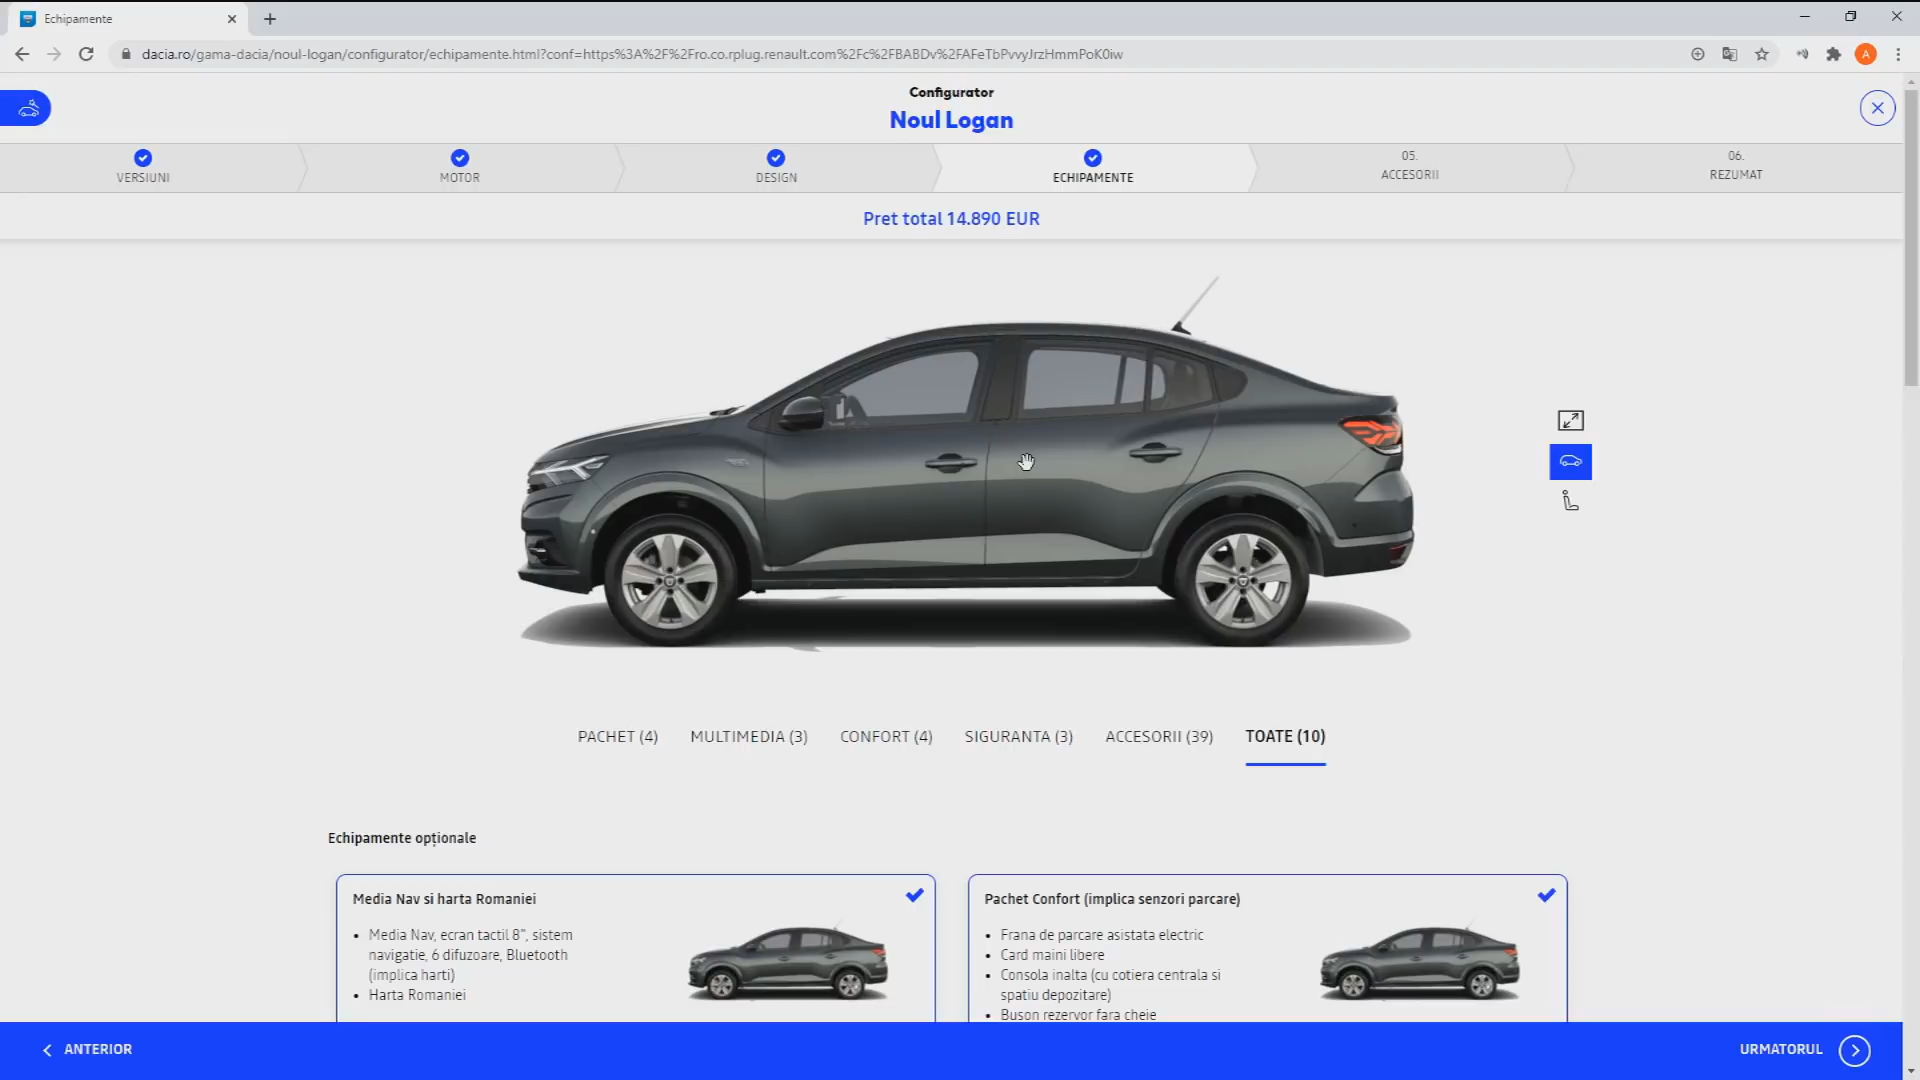 Echipamente
dacia.ro/gama-dacia/noul-logan/configurator/echipamente.html?conf=https%3A%2F%2Fro.co.rplug.renault.com%2Fc%2FBABDv%2FAFeTbPvvyJrzHmmPoK0iw
A
Configurator
Noul Logan
VERSIUNI
MOTOR
DESIGN
ECHIPAMENTE
05.
ACCESORII
06.
REZUMAT
Pret total 14.890 EUR
PACHET (4)
MULTIMEDIA (3)
CONFORT (4)
SIGURANTA (3)
ACCESORII (39)
TOATE (10)
Echipamente opționale
Media Nav si harta Romaniei
Media Nav, ecran tactil 8", sistem
navigatie, 6 difuzoare, Bluetooth
(implica harti)
Harta Romaniei
Pachet Confort (implica senzori parcare)
Frana de parcare asistata electric
Card maini libere
Consola inalta (cu cotiera centrala si
spatiu depozitare)
Buson rezervor fara cheie
ANTERIOR
URMATORUL